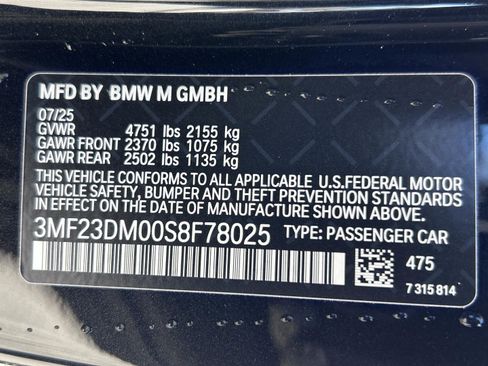 MFD BY BMW M GMBH
07/25
GVWR 4751 lbs 2155 kg
GAWR FRONT 2370 lbs 1075 kg
GAWR REAR 2502 lbs 1135 kg
THIS VEHICLE CONFORMS TO ALL APPLICABLE U.S.FEDERAL MOTOR
VEHICLE SAFETY, BUMPER AND THEFT PREVENTION STANDARDS
IN EFFECT ON THE DATE OF MANUFACTURE SHOWN ABOVE.
3MF23DM00S8F78025 TYPE: PASSENGER CAR
475
7 315 814